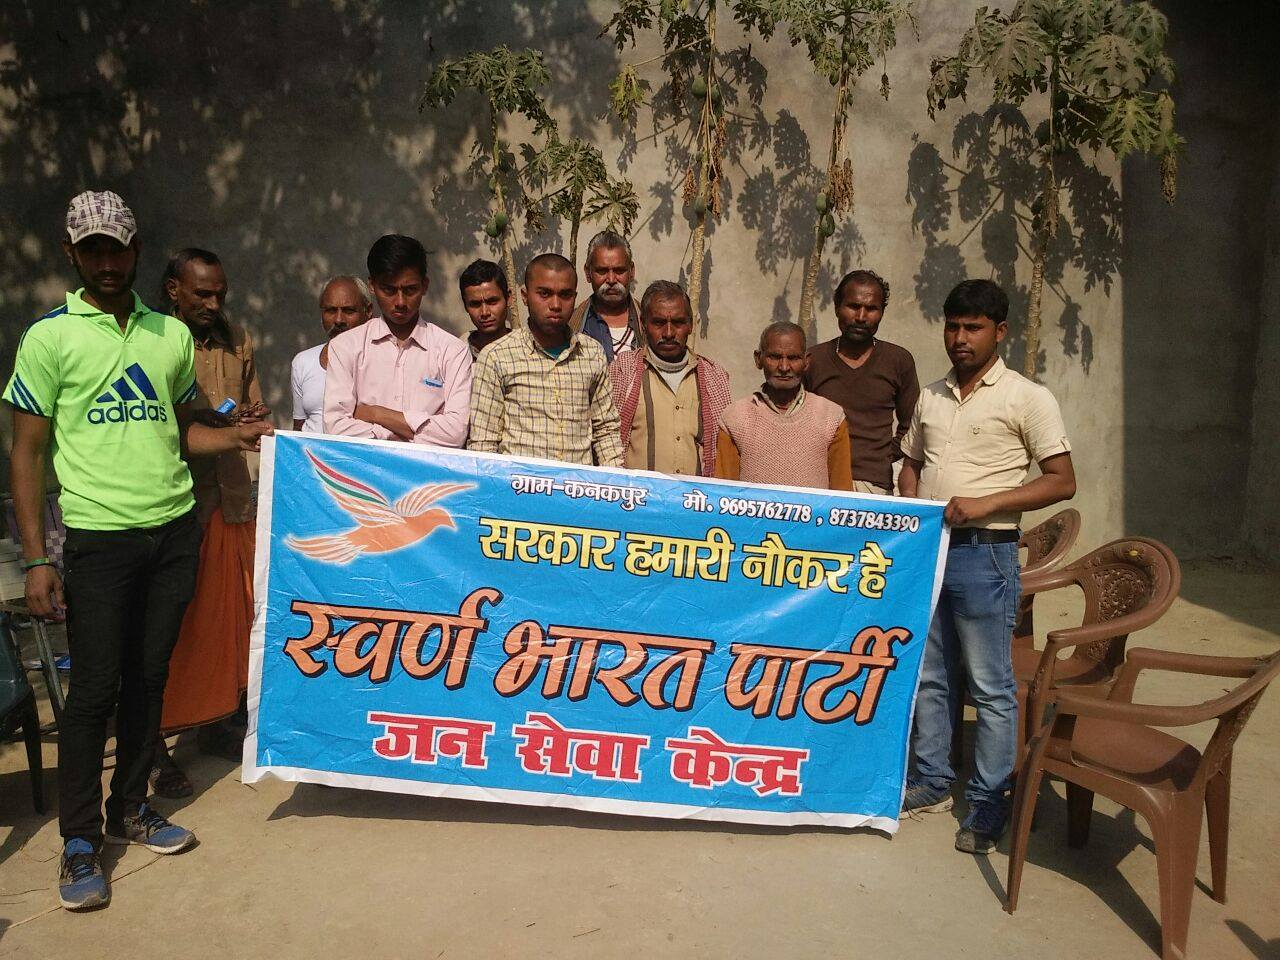 ग्राम-कनकपुर मो. 9695762778 , 8737843390
सरकार हमारी नौकर है
स्वर्ण भारत पार्टी
जन सेवा केन्द्र
adidas